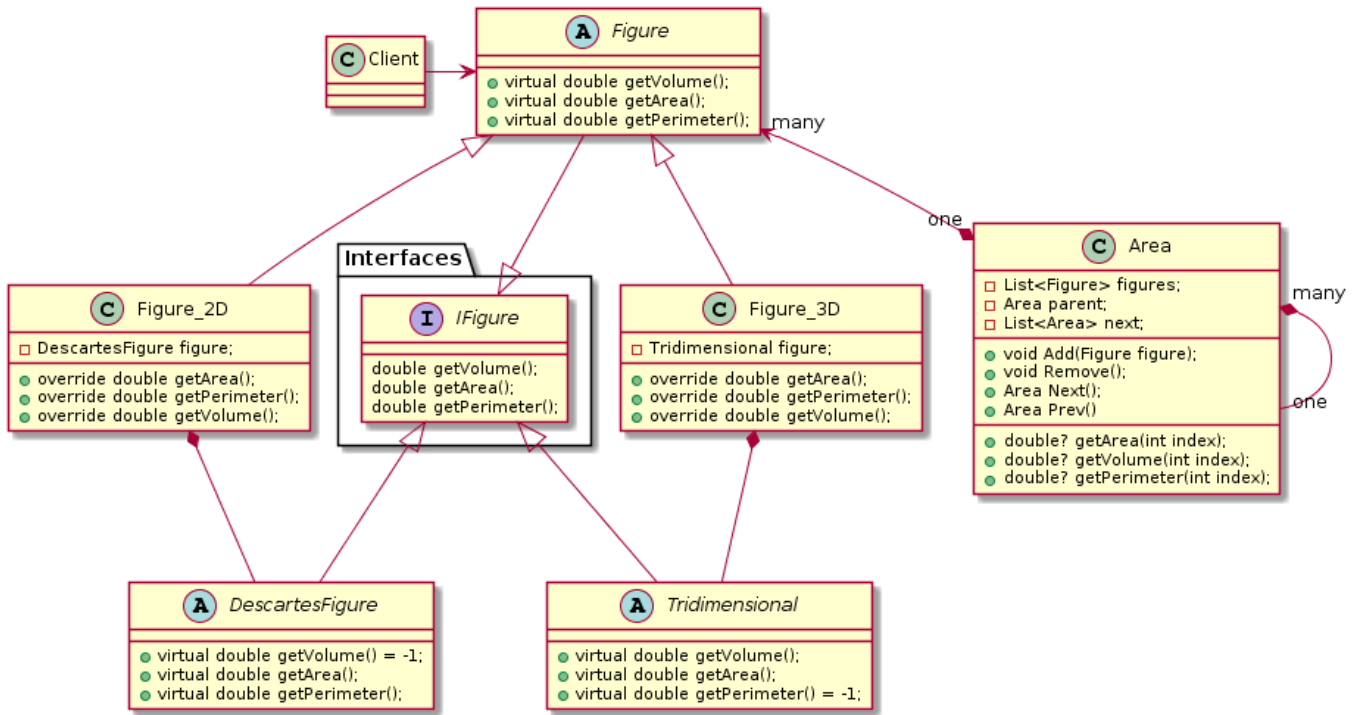 A Figure
virtual double getVolume();
virtual double getArea();
virtual double getPerimeter();
C Client
many
one
C Area
List<Figure> figures;
Area parent;
List<Area> next;
void Add(Figure figure);
void Remove();
Area Next();
Area Prev()
double? getArea(int index);
double? getVolume(int index);
double? getPerimeter(int index);
many
one
Interfaces
I IFigure
double getVolume();
double getArea();
double getPerimeter();
C Figure_2D
DescartesFigure figure;
override double getArea();
override double getPerimeter();
override double getVolume();
C Figure_3D
Tridimensional figure;
override double getArea();
override double getPerimeter();
override double getVolume();
A DescartesFigure
virtual double getVolume() = -1;
virtual double getArea();
virtual double getPerimeter();
A Tridimensional
virtual double getVolume();
virtual double getArea();
virtual double getPerimeter() = -1;